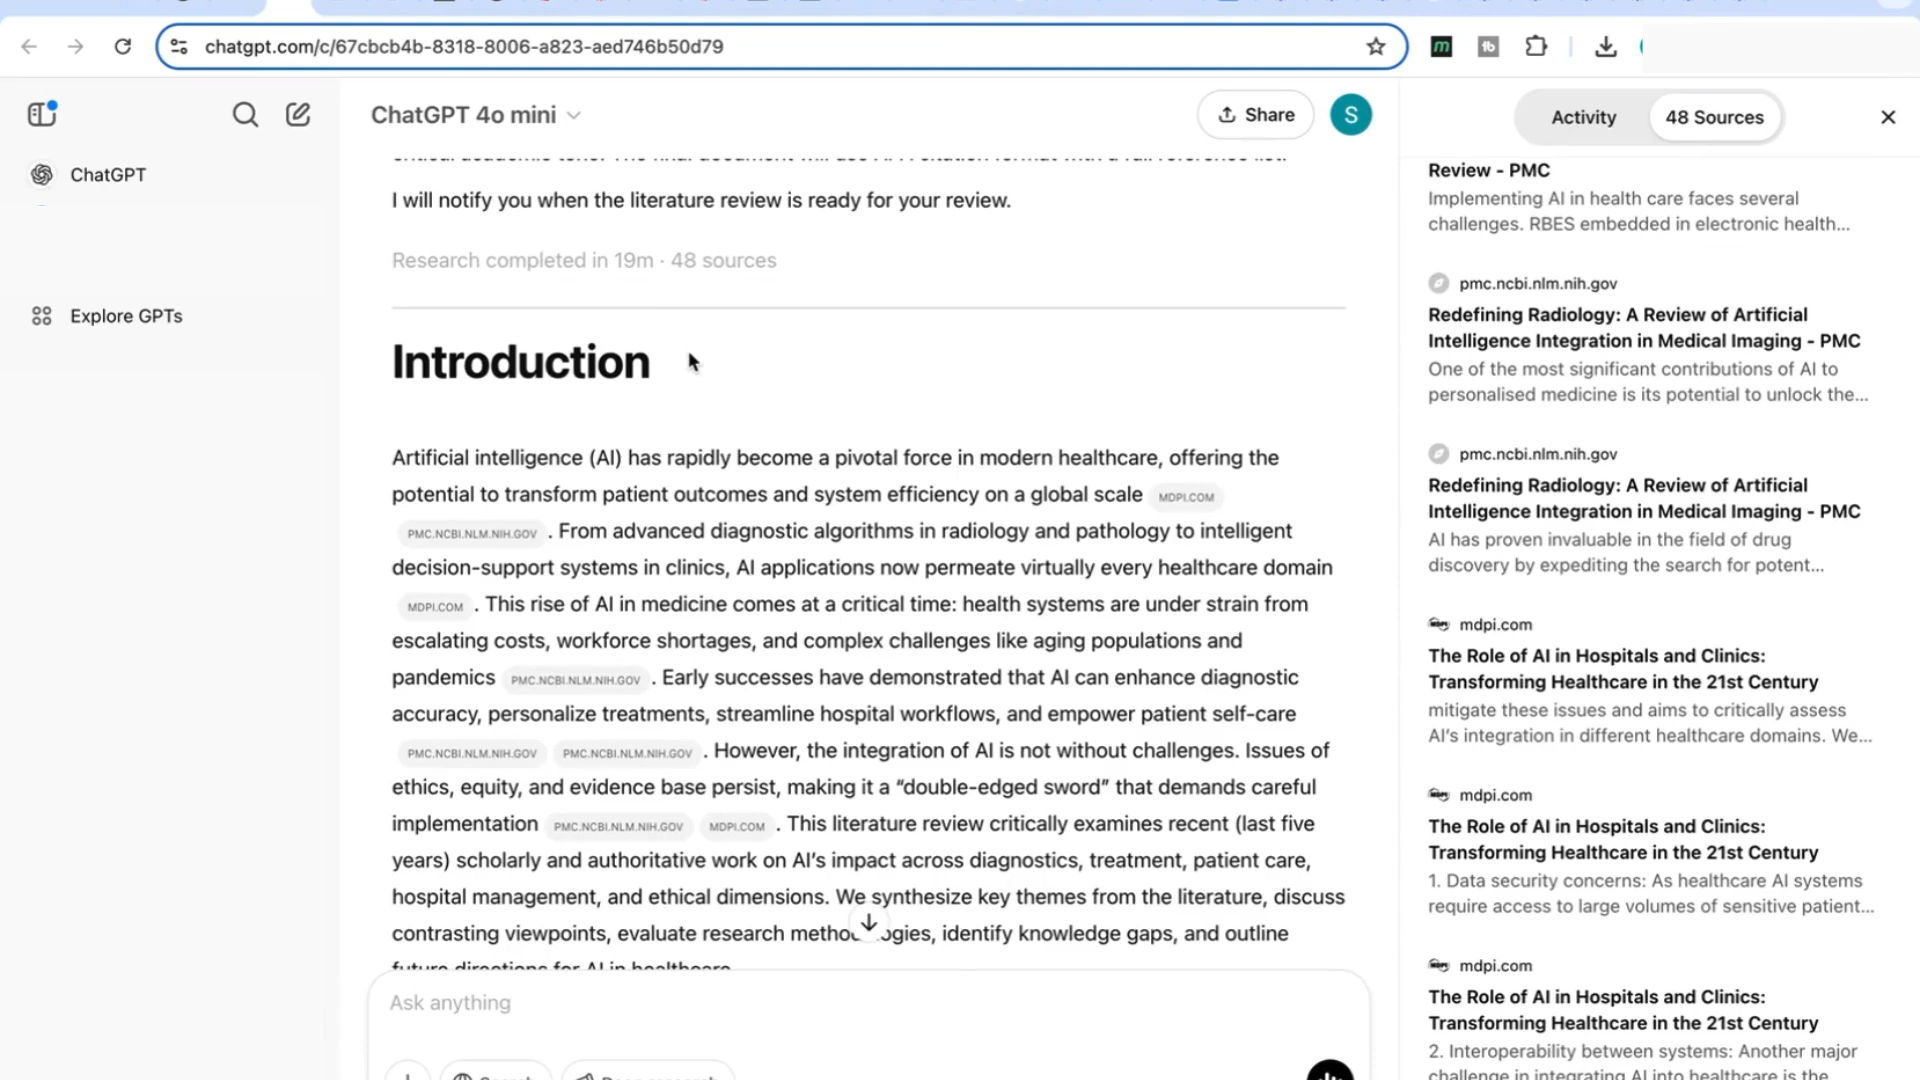 chatgpt.com/c/67cbcb4b-8318-8006-a823-aed746b50d79
ChatGPT
Explore GPTs
ChatGPT 4o mini
Share
S
I will notify you when the literature review is ready for your review.
Research completed in 19m · 48 sources
Introduction
Artificial intelligence (AI) has rapidly become a pivotal force in modern healthcare, offering the
potential to transform patient outcomes and system efficiency on a global scale MDPI.COM
PMC.NCBI.NLM.NIH.GOV . From advanced diagnostic algorithms in radiology and pathology to intelligent
decision-support systems in clinics, AI applications now permeate virtually every healthcare domain
MDPI.COM . This rise of AI in medicine comes at a critical time: health systems are under strain from
escalating costs, workforce shortages, and complex challenges like aging populations and
pandemics PMC.NCBI.NLM.NIH.GOV . Early successes have demonstrated that AI can enhance diagnostic
accuracy, personalize treatments, streamline hospital workflows, and empower patient self-care
PMC.NCBI.NLM.NIH.GOV PMC.NCBI.NLM.NIH.GOV . However, the integration of AI is not without challenges. Issues of
ethics, equity, and evidence base persist, making it a “double-edged sword” that demands careful
implementation PMC.NCBI.NLM.NIH.GOV MDPI.COM . This literature review critically examines recent (last five
years) scholarly and authoritative work on AI’s impact across diagnostics, treatment, patient care,
hospital management, and ethical dimensions. We synthesize key themes from the literature, discuss
contrasting viewpoints, evaluate research methodologies, identify knowledge gaps, and outline
future directions for AI in healthcare.
Ask anything
Search
Deep research
Activity
48 Sources
Review - PMC
Implementing AI in health care faces several
challenges. RBES embedded in electronic health...
pmc.ncbi.nlm.nih.gov
Redefining Radiology: A Review of Artificial
Intelligence Integration in Medical Imaging - PMC
One of the most significant contributions of AI to
personalised medicine is its potential to unlock the...
pmc.ncbi.nlm.nih.gov
Redefining Radiology: A Review of Artificial
Intelligence Integration in Medical Imaging - PMC
AI has proven invaluable in the field of drug
discovery by expediting the search for potent...
mdpi.com
The Role of AI in Hospitals and Clinics:
Transforming Healthcare in the 21st Century
mitigate these issues and aims to critically assess
AI’s integration in different healthcare domains. We...
mdpi.com
The Role of AI in Hospitals and Clinics:
Transforming Healthcare in the 21st Century
1. Data security concerns: As healthcare AI systems
require access to large volumes of sensitive patient...
mdpi.com
The Role of AI in Hospitals and Clinics:
Transforming Healthcare in the 21st Century
2. Interoperability between systems: Another major
challenge in integrating AI into healthcare is the